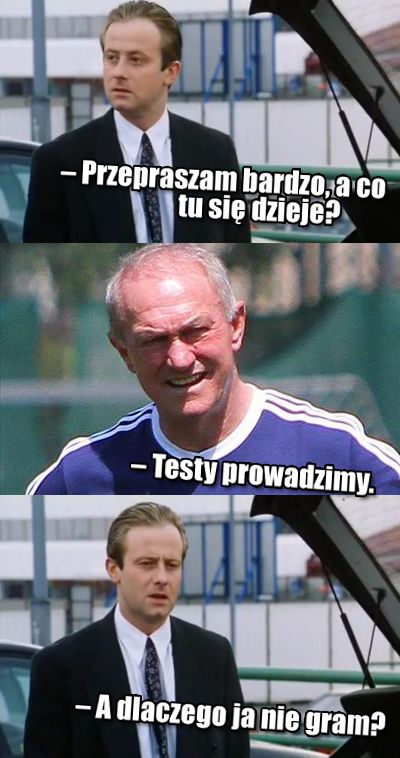 – Przepraszam bardzo, a co
tu się dzieje?
– Testy prowadzimy.
– A dlaczego ja nie gram?